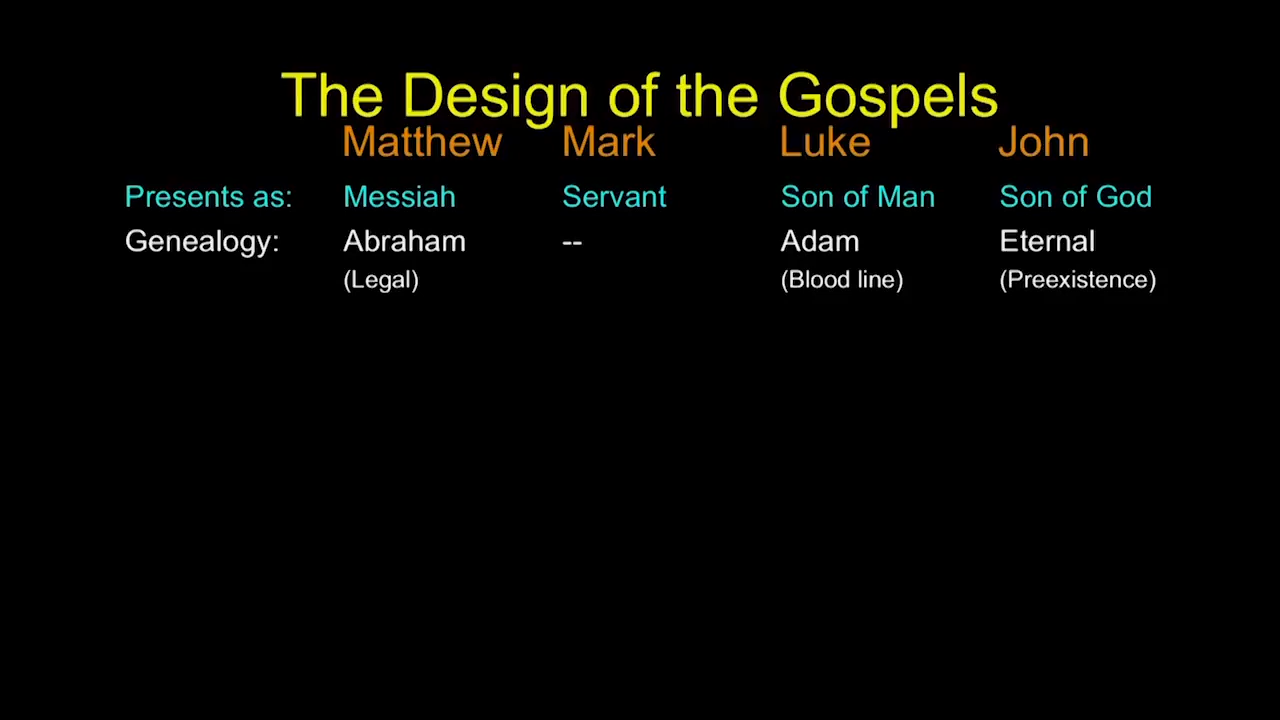 The Design of the Gospels
Matthew Mark Luke John
Presents as: Messiah Servant Son of Man Son of God
Genealogy: Abraham -- Adam Eternal
(Legal) (Blood line) (Preexistence)